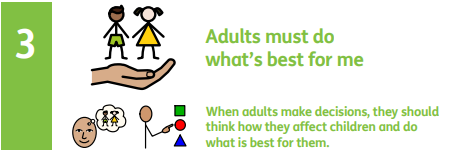 3
Adults must do
what's best for me
When adults make decisions, they should
think how they affect children and do
what is best for them.